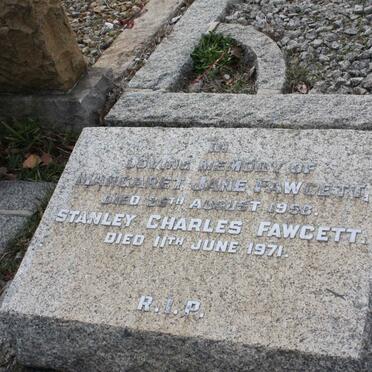 IN
LOVING MEMORY OF
MARGARET JANE FAWCETT,
DIED 26TH AUGUST 1956.
STANLEY CHARLES FAWCETT.
DIED 11TH JUNE 1971.
R.I.P.